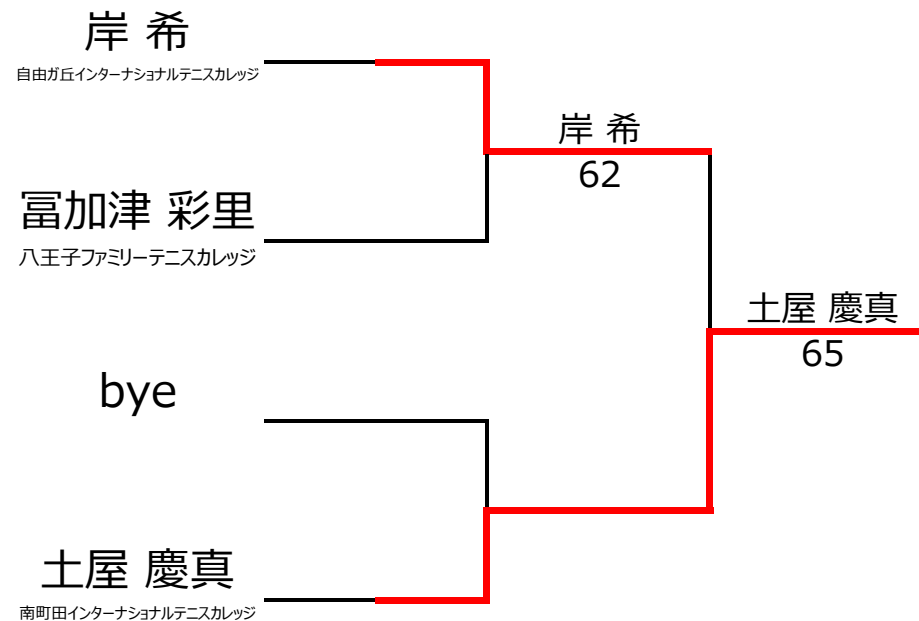 岸 希
自由ガ丘インターナショナルテニスカレッジ
岸 希
62
冨加津 彩里
八王子ファミリーテニスカレッジ
土屋 慶真
65
bye
土屋 慶真
南町田インターナショナルテニスカレッジ